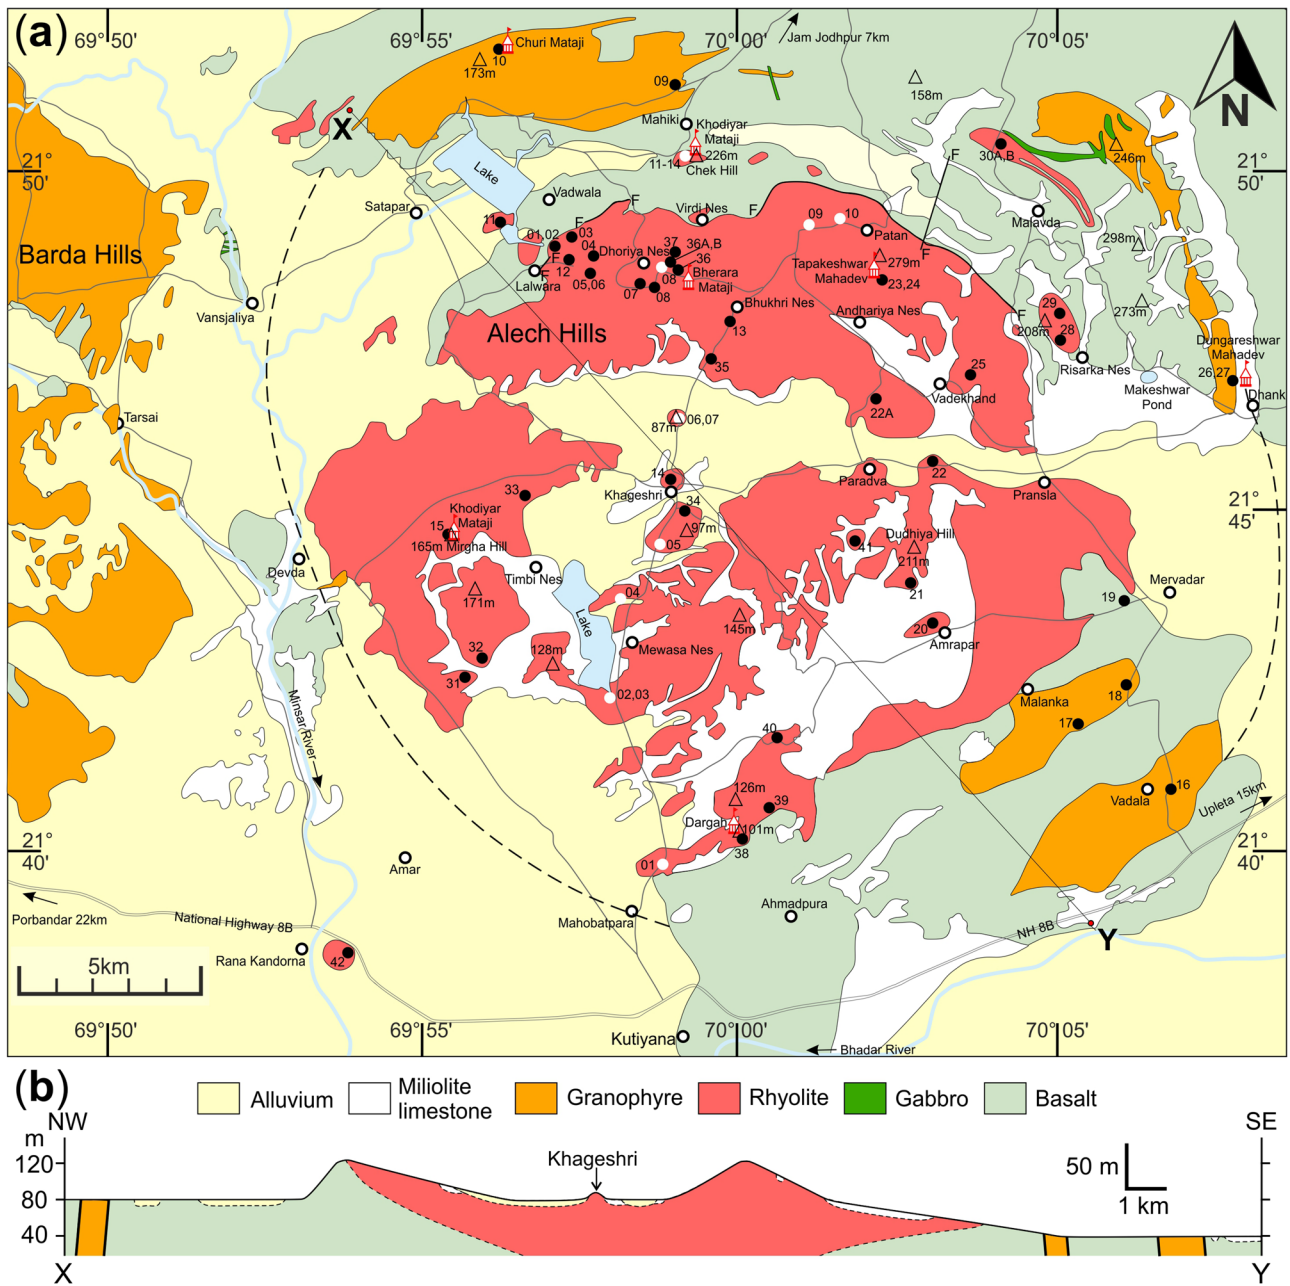 (a)
69°50'
69°55'
70°00'
70°05'
Jam Jodhpur 7km
N
Churi Mataji
10
173m
09
158m
X
Mahiki
Khodiyar
Mataji
226m
11-14
Chek Hill
30A,B
246m
21°
50'
21°
50'
Lake
F
Satapar
Vadwala
Virdi Nes
F
F
09
10
Malavda
298m
Barda Hills
11
01,02
F
03
04
Dhoriya Nes
37
36A,B
36
Patan
F
12
05,06
08
Bherara
Mataji
Tapakeshwar
Mahadev
279m
23,24
F
Lalwara
F
07
08
Vansjaliya
Bhukhri Nes
Andhariya Nes
F
29
208m
28
273m
Alech Hills
13
Dungareshwar
Mahadev
35
25
Risarka Nes
Makeshwar
Pond
26,27
Dhank
Vadekhand
22A
Tarsai
87m
06,07
14
Khageshri
Paradva
22
Pransla
33
34
21°
45'
Khodiyar
Mataji
15
165m
Mirgha Hill
97m
05
41
Dudhiya Hill
211m
Devda
Timbi Nes
171m
04
21
19
Mervadar
Lake
145m
20
Amrapar
128m
Mewasa Nes
32
31
02,03
Malanka
18
17
Minsar River
40
126m
39
Vadala
16
Upleta 15km
Dargah
101m
38
21°
40'
21°
40'
01
Amar
Porbandar 22km
National Highway 8B
Mahobatpara
Ahmadpura
NH 8B
Y
Rana Kandorna
42
5km
69°50'
69°55'
70°00'
70°05'
Kutiyana
Bhadar River
(b)
Alluvium
Miliolite
limestone
Granophyre
Rhyolite
Gabbro
Basalt
NW
SE
m
120
80
40
Khageshri
50 m
1 km
X
Y